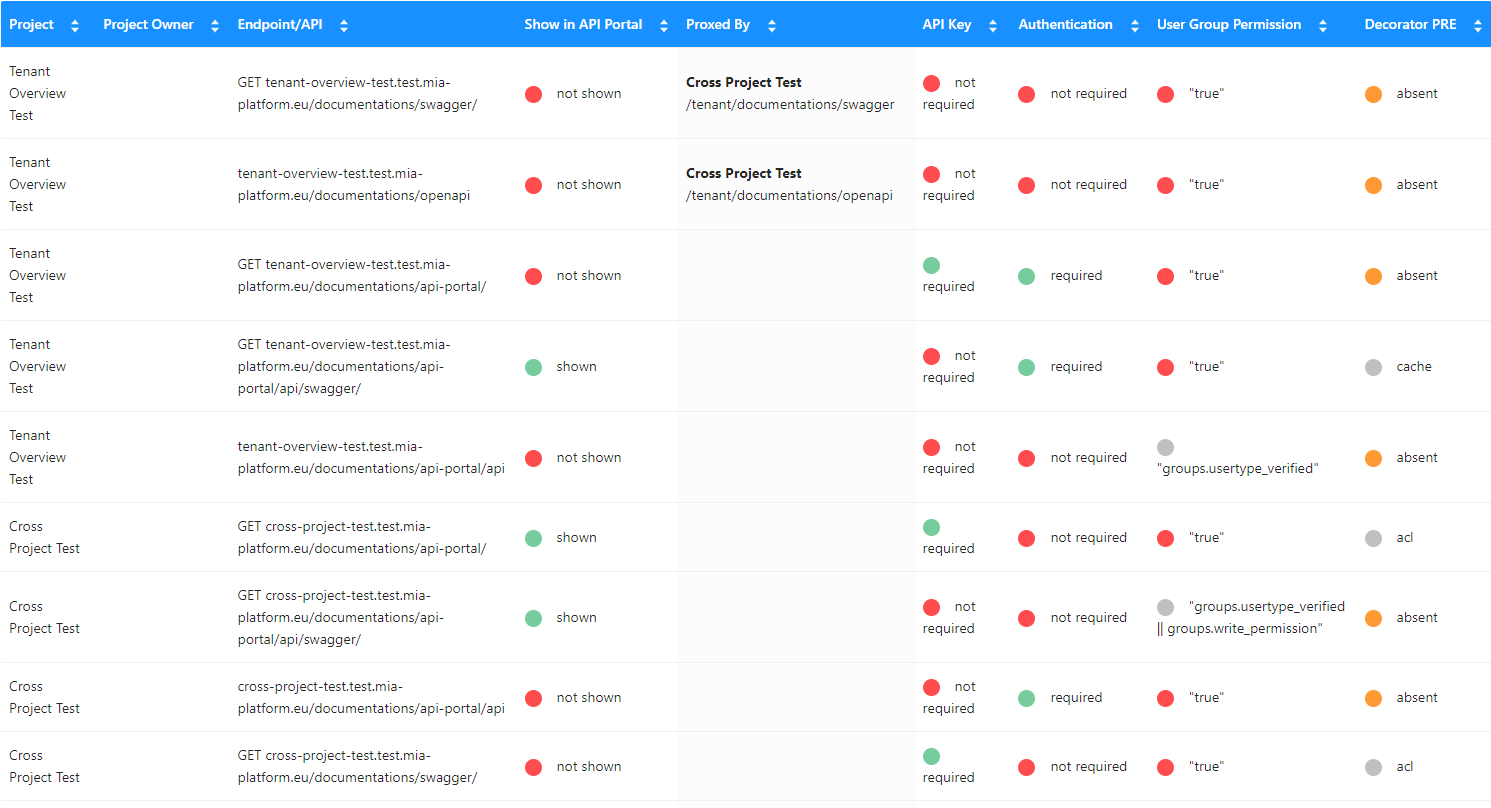 Project Project Owner Endpoint/API Show in API Portal Proxed By API Key Authentication User Group Permission Decorator PRE
Tenant
Overview
Test
GET tenant-overview-test.test.mia-
platform.eu/documentations/swagger/
not shown
Cross Project Test
/tenant/documentations/swagger
not
required
not required
"true"
absent
Tenant
Overview
Test
tenant-overview-test.test.mia-
platform.eu/documentations/openapi
not shown
Cross Project Test
/tenant/documentations/openapi
not
required
not required
"true"
absent
Tenant
Overview
Test
GET tenant-overview-test.test.mia-
platform.eu/documentations/api-portal/
not shown
required
required
"true"
absent
Tenant
Overview
Test
GET tenant-overview-test.test.mia-
platform.eu/documentations/api-
portal/api/swagger/
shown
not
required
required
"true"
cache
Tenant
Overview
Test
tenant-overview-test.test.mia-
platform.eu/documentations/api-portal/api
not shown
not
required
not required
"groups.usertype_verified"
absent
Cross
Project Test
GET cross-project-test.test.mia-
platform.eu/documentations/api-portal/
shown
required
not required
"true"
acl
Cross
Project Test
GET cross-project-test.test.mia-
platform.eu/documentations/api-
portal/api/swagger/
shown
not
required
not required
"groups.usertype_verified
|| groups.write_permission"
absent
Cross
Project Test
cross-project-test.test.mia-
platform.eu/documentations/api-portal/api
not shown
not
required
required
"true"
absent
Cross
Project Test
GET cross-project-test.test.mia-
platform.eu/documentations/swagger/
not shown
required
not required
"true"
acl